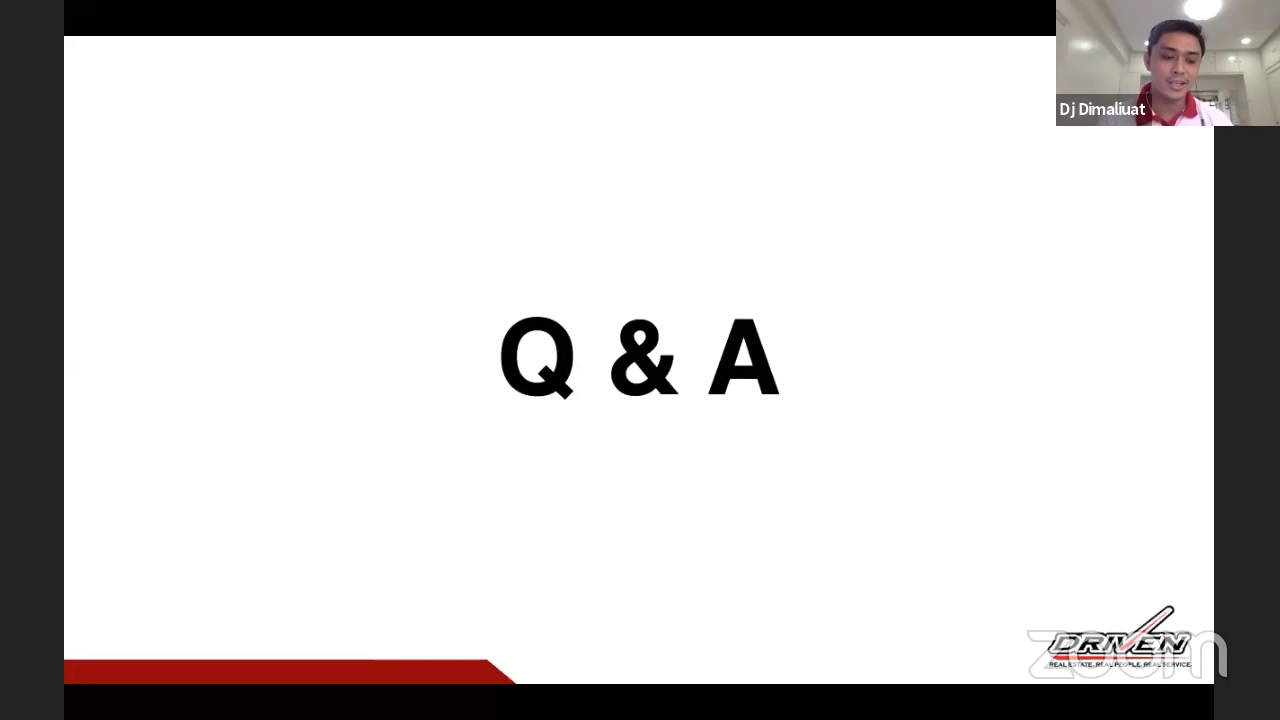 Dj Dimaliuat
Q & A
DRIVEN
REAL ESTATE. REAL PEOPLE. REAL SERVICE.
zoom